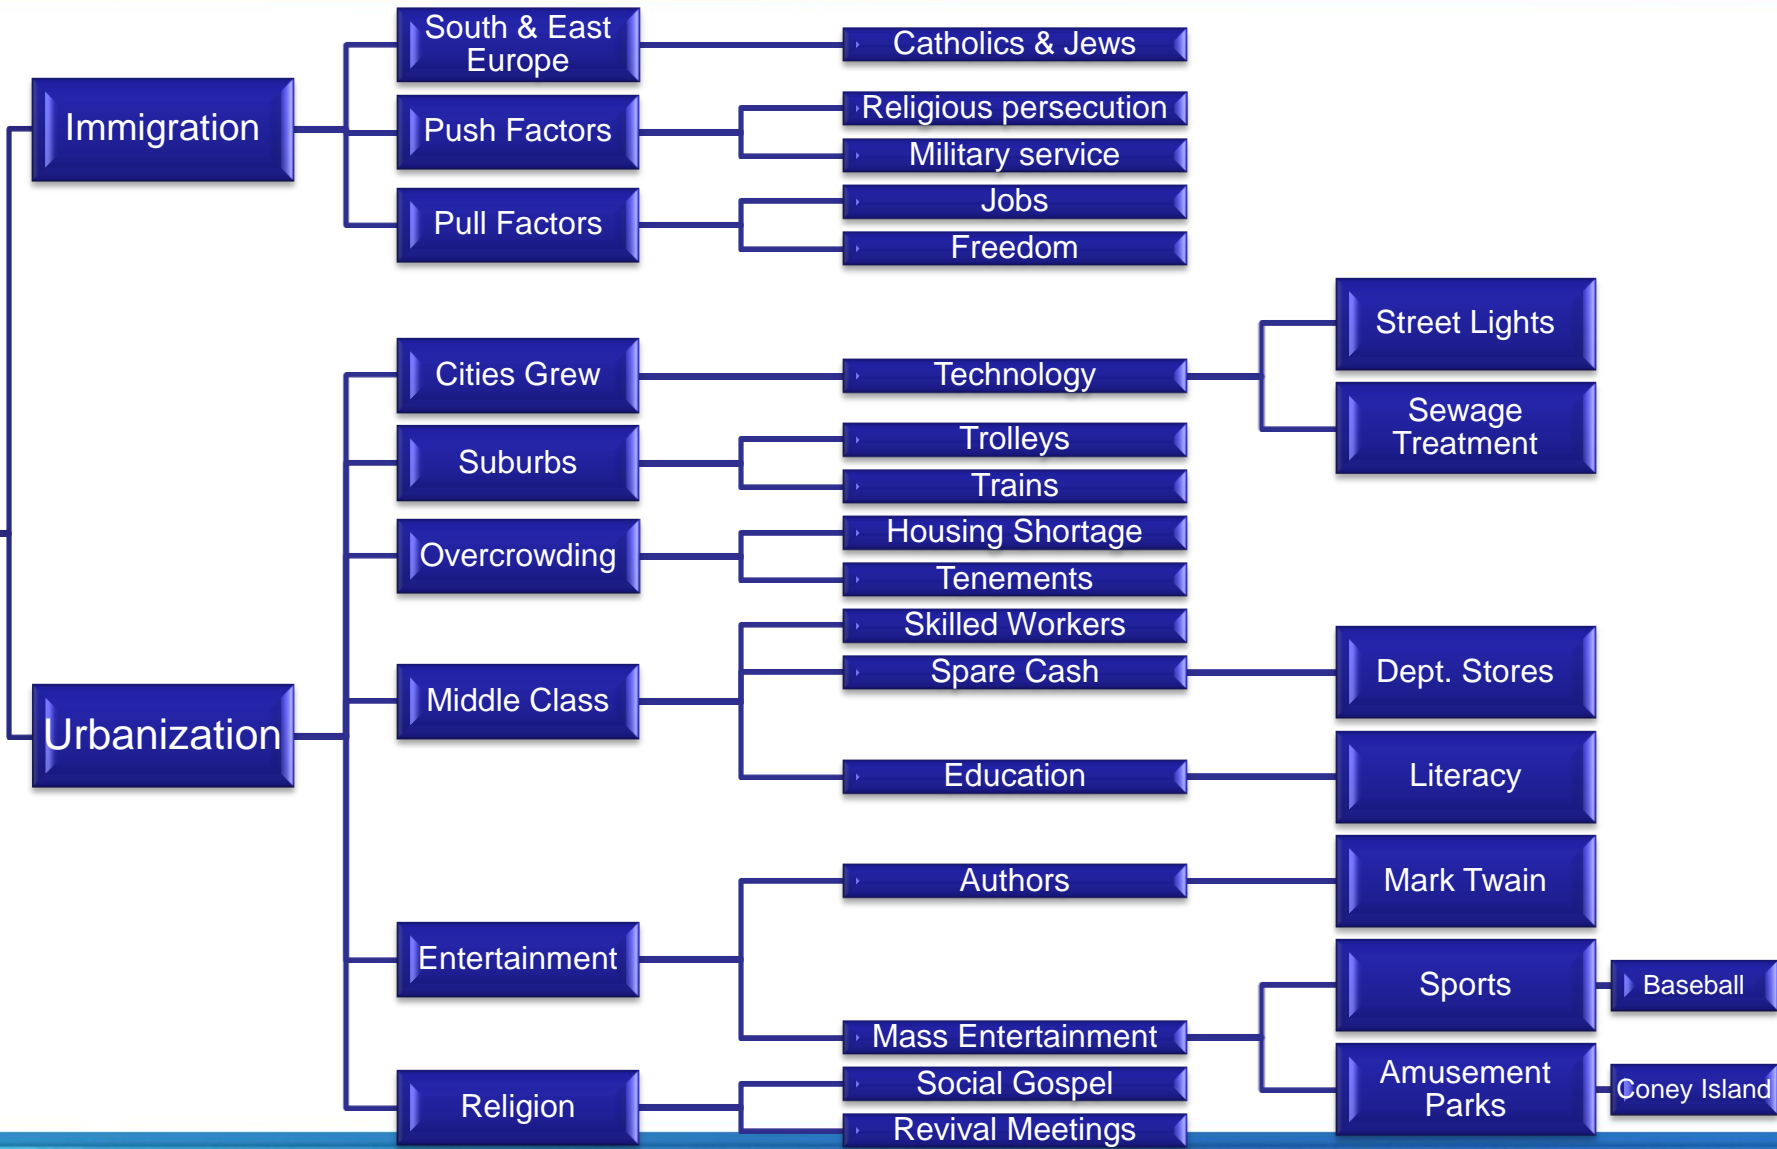 Immigration
South & East
Europe
Catholics & Jews
Push Factors
Religious persecution
Military service
Pull Factors
Jobs
Freedom
Urbanization
Cities Grew
Technology
Street Lights
Sewage
Treatment
Suburbs
Trolleys
Trains
Overcrowding
Housing Shortage
Tenements
Middle Class
Skilled Workers
Spare Cash
Dept. Stores
Education
Literacy
Entertainment
Authors
Mark Twain
Mass Entertainment
Sports
Baseball
Amusement
Parks
Coney Island
Religion
Social Gospel
Revival Meetings